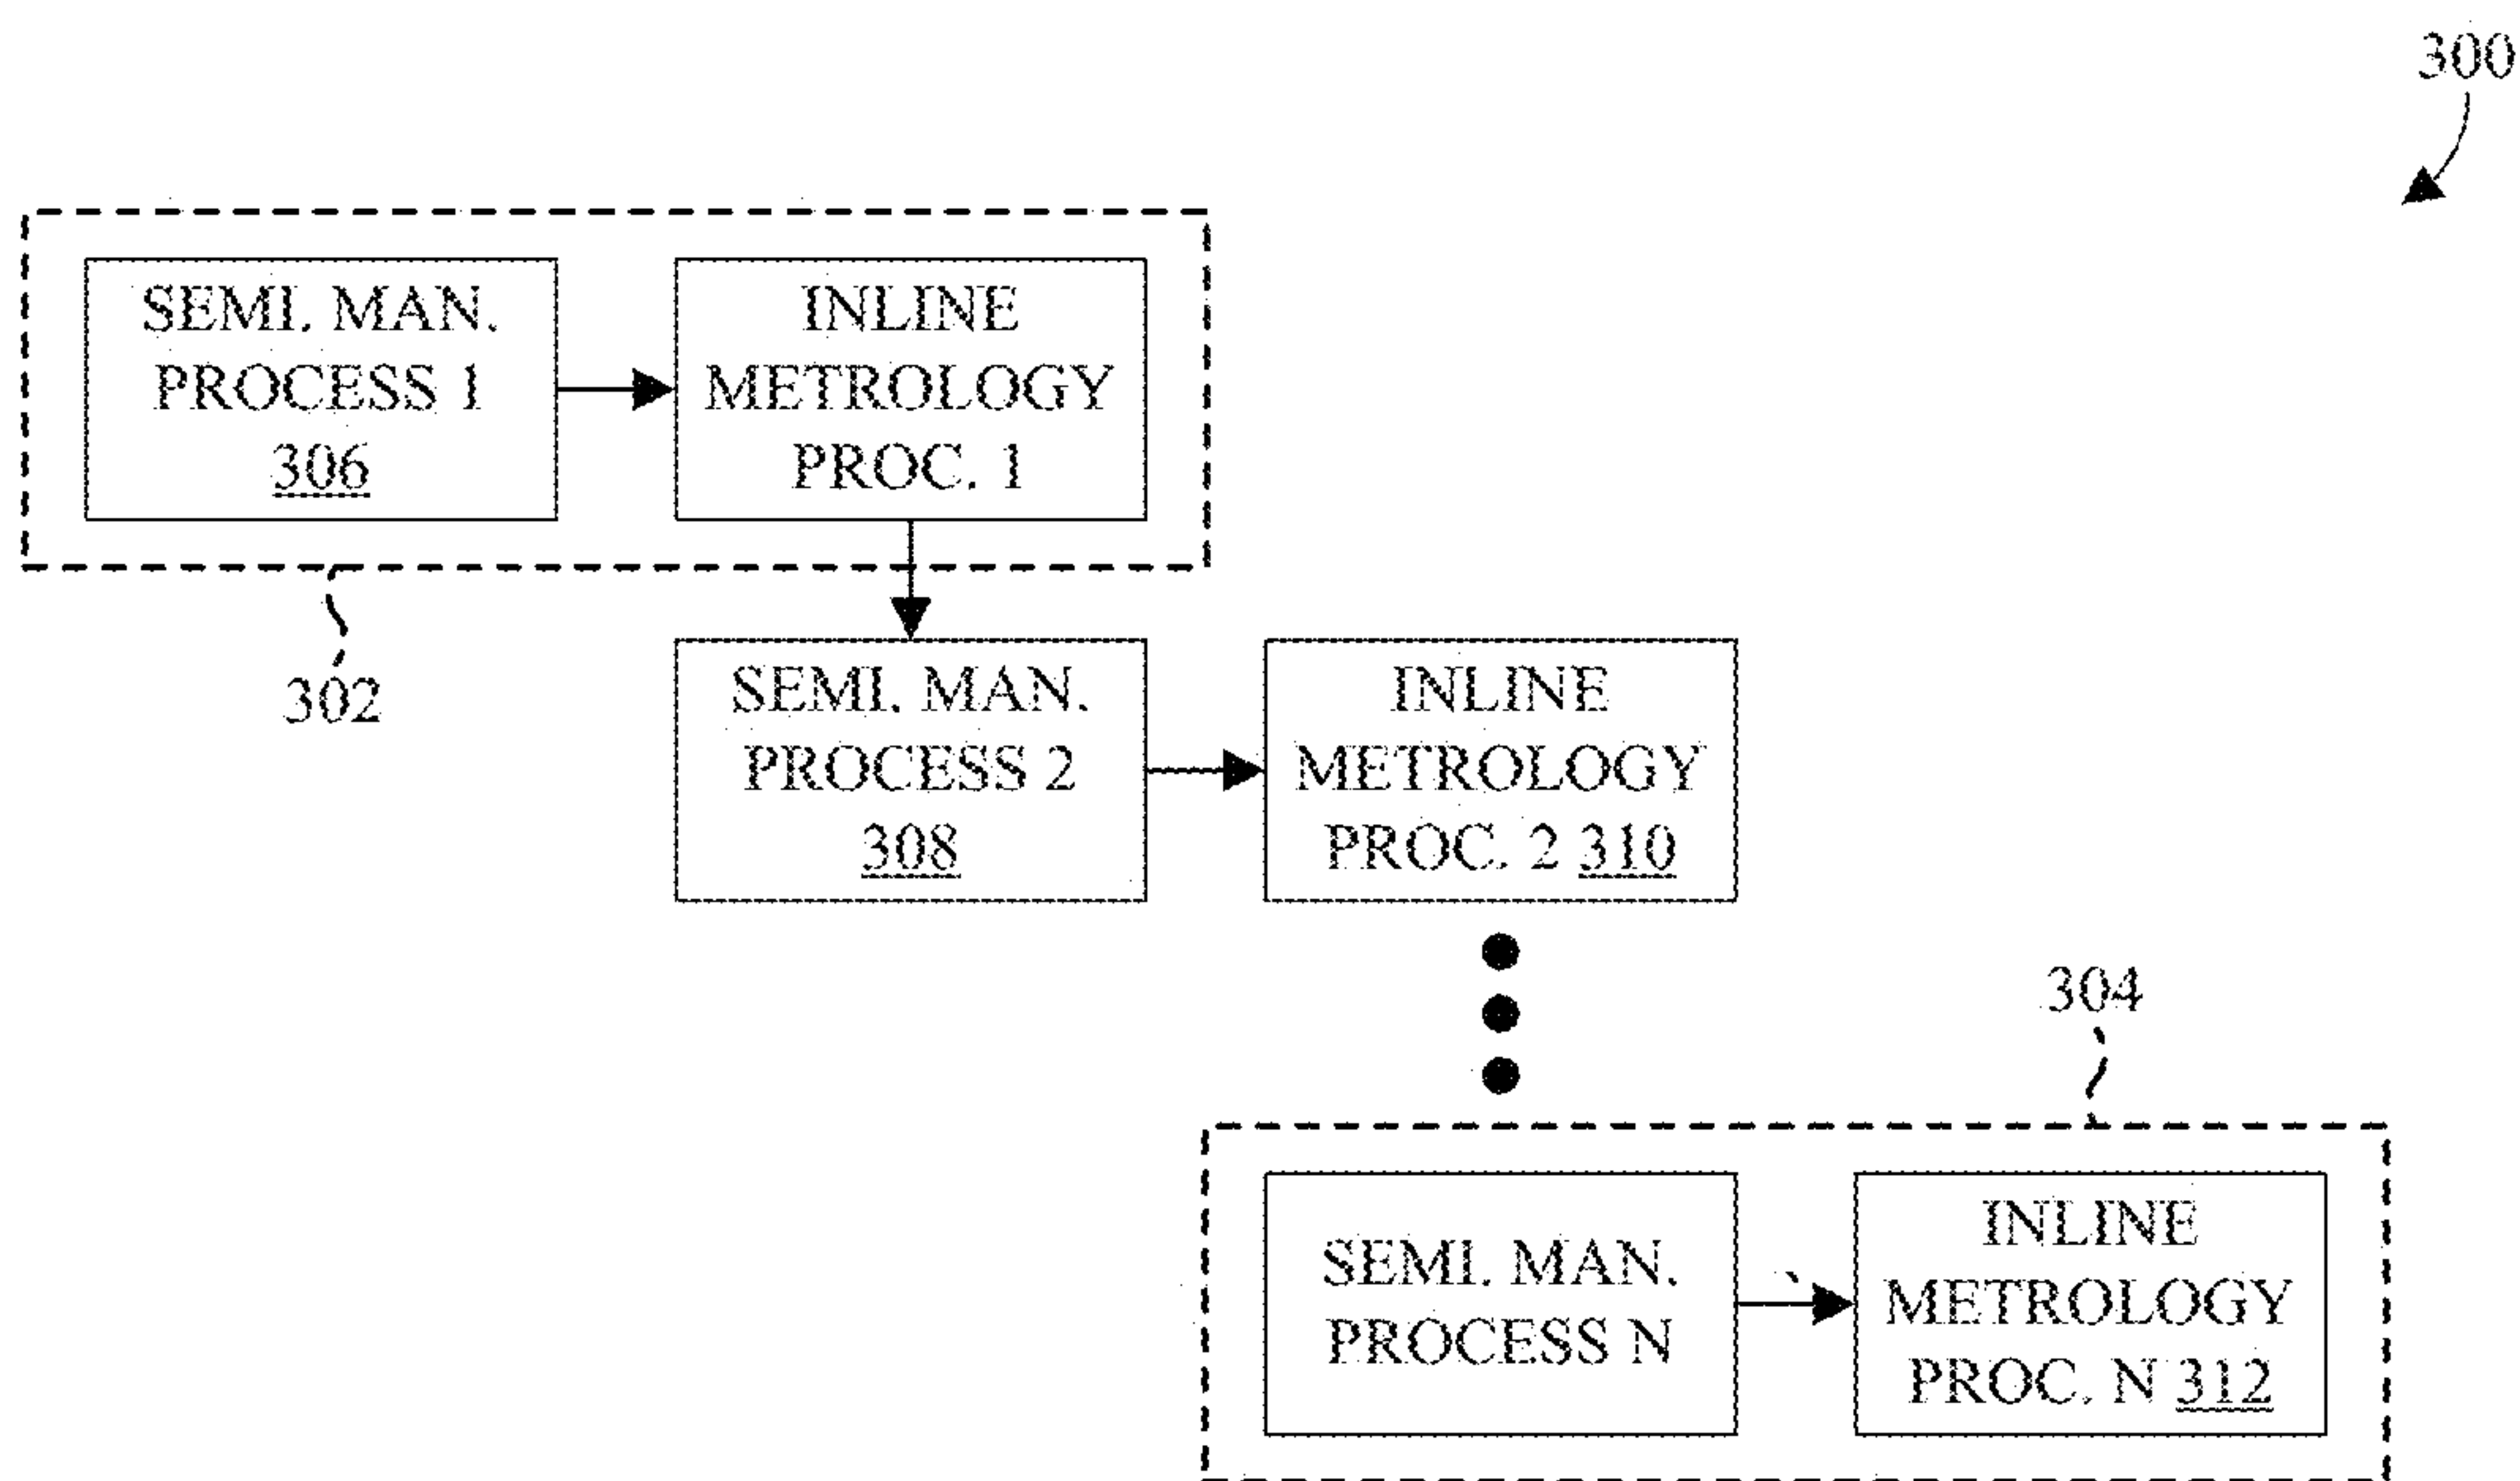 300
SEMI. MAN.
PROCESS 1
306
INLINE
METROLOGY
PROC. 1
302
SEMI. MAN.
PROCESS 2
308
INLINE
METROLOGY
PROC. 2 310
304
SEMI. MAN.
PROCESS N
INLINE
METROLOGY
PROC. N 312